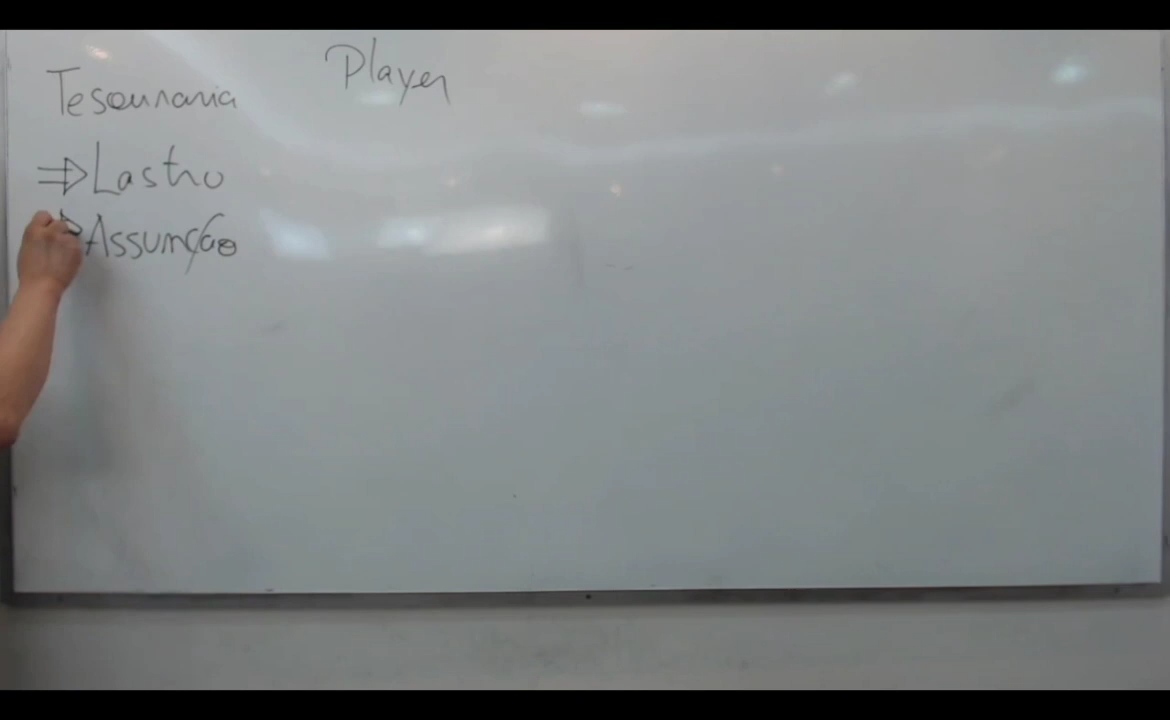 Tesouraria
Player
⇒ Lastro
⇒ Assunção